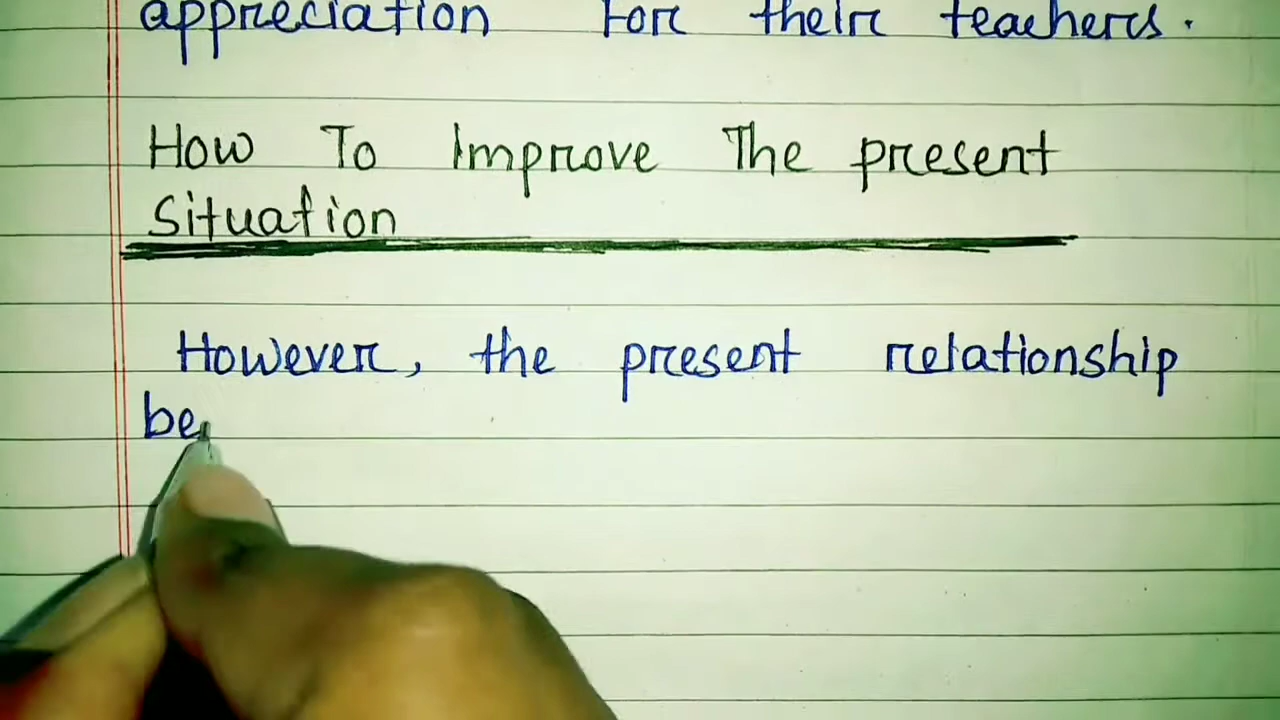 appreciation for their teachers.
How To Improve The present
Situation
However, the present relationship
be